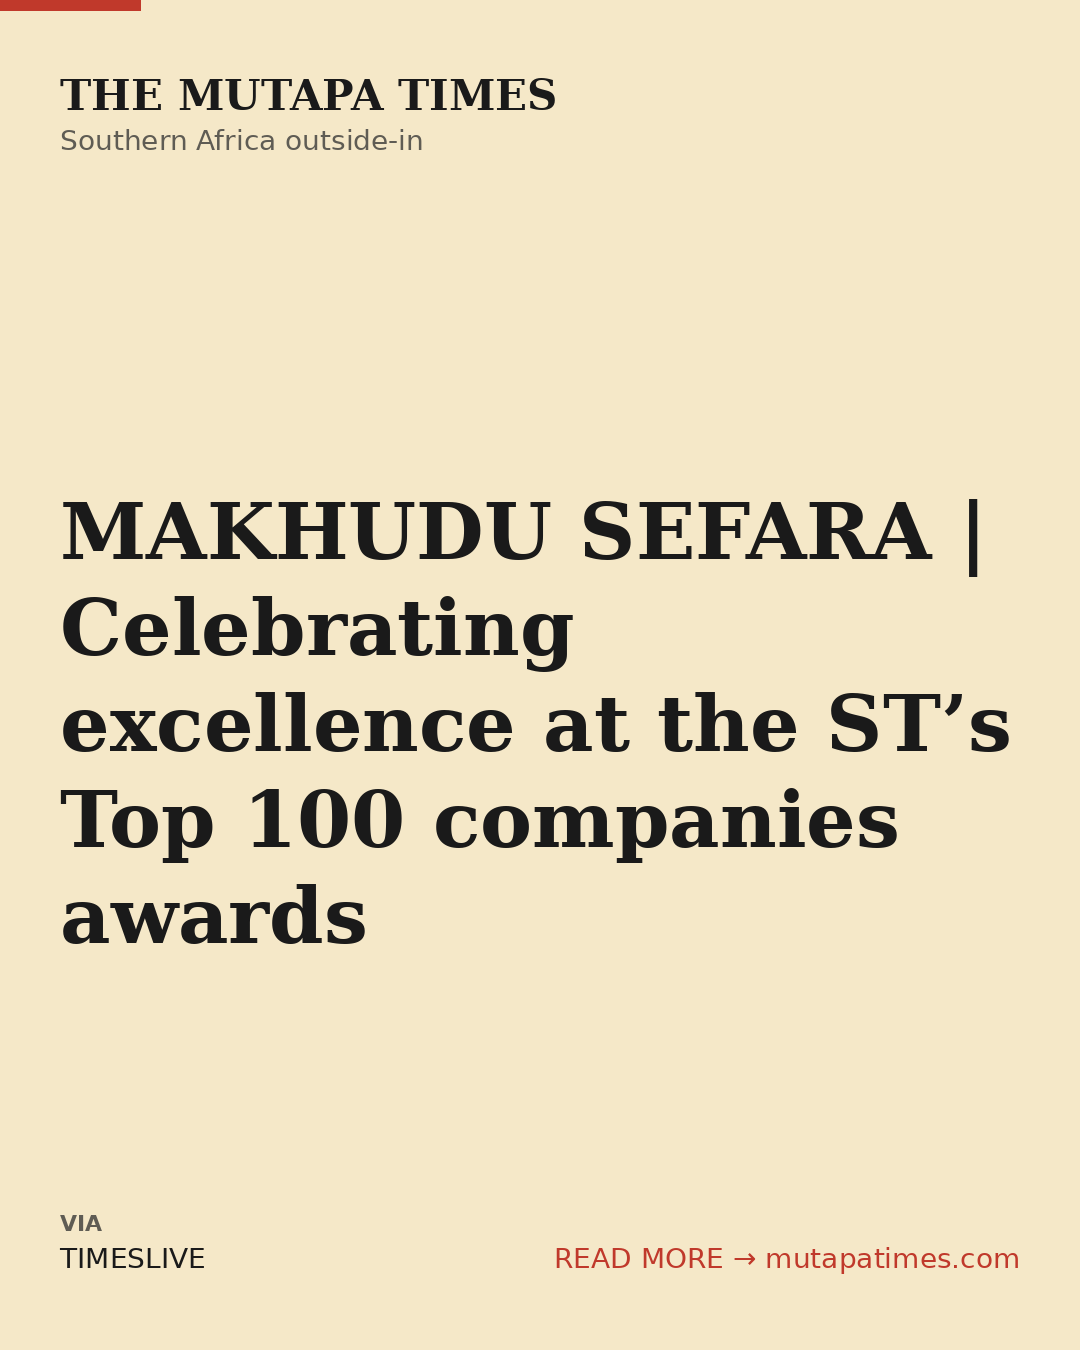 THE MUTAPA TIMES
Southern Africa outside-in
MAKHUDU SEFARA |
Celebrating
excellence at the ST’s
Top 100 companies
awards
VIA
TIMESLIVE
READ MORE → mutapatimes.com